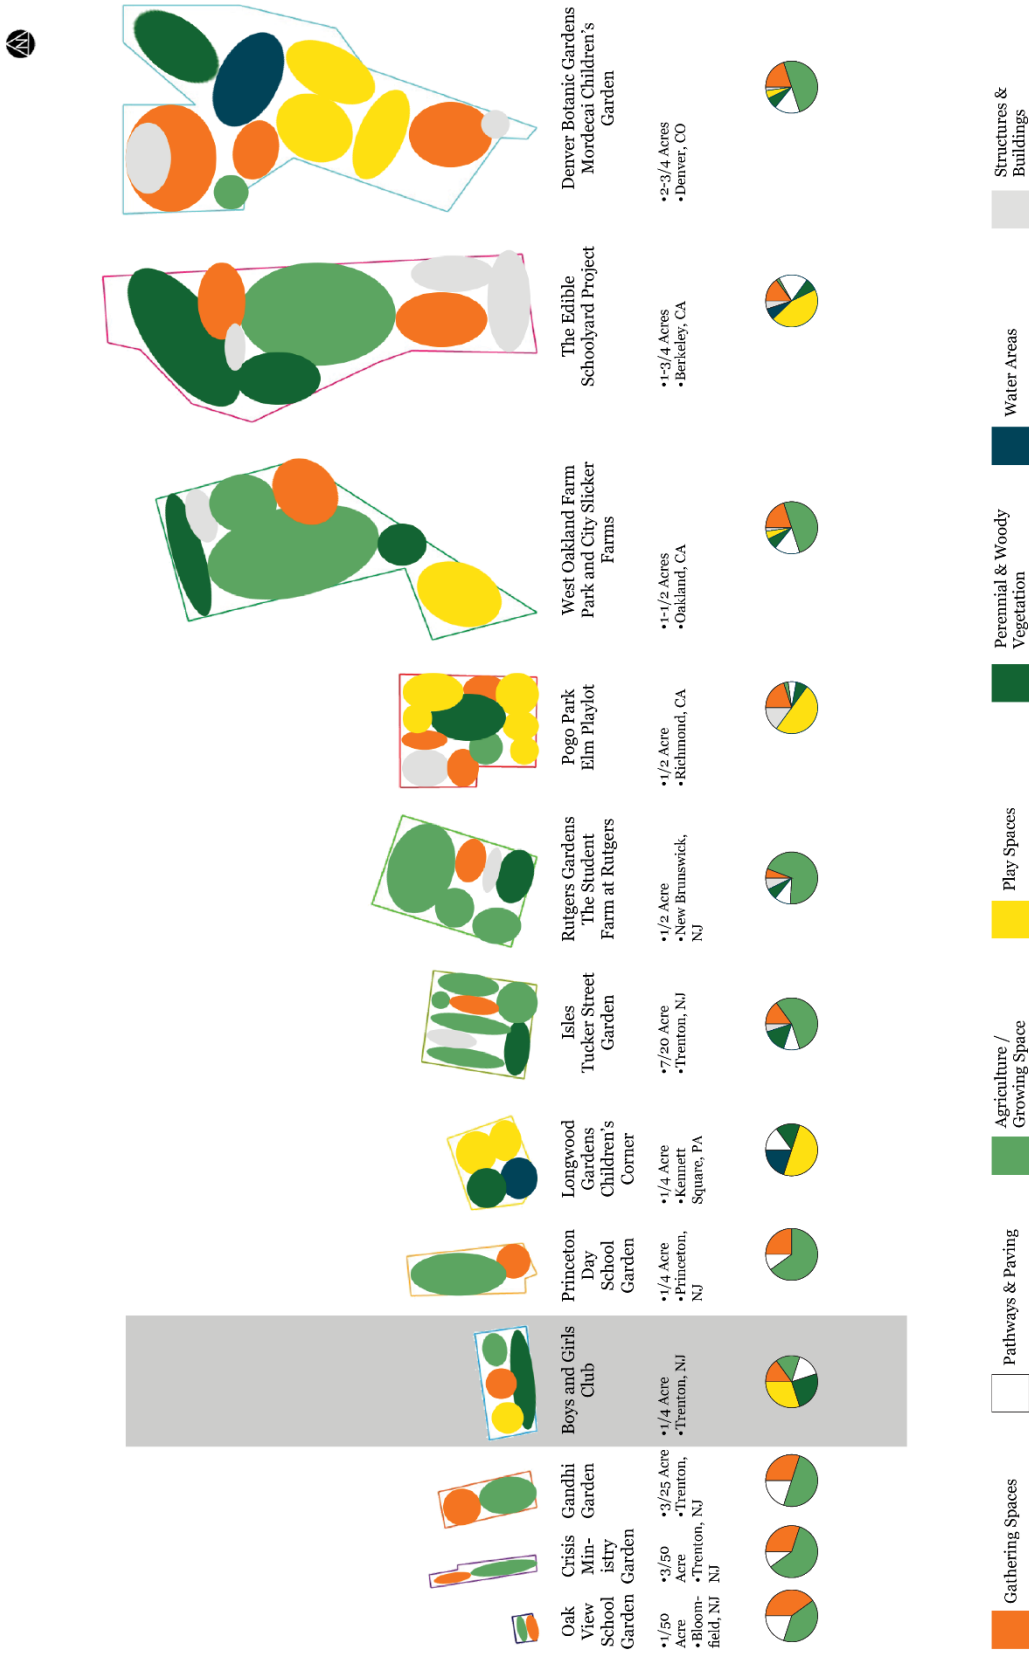 N
Oak
View
School
Garden
•1/50
Acre
•Bloom-
field, NJ
Crisis
Min-
istry
Garden
•3/50
Acre
•Trenton,
NJ
Gandhi
Garden
•3/25 Acre
•Trenton,
NJ
Boys and Girls
Club
•1/4 Acre
•Trenton, NJ
Princeton
Day
School
Garden
•1/4 Acre
•Princeton,
NJ
Longwood
Gardens
Children's
Corner
•1/4 Acre
•Kennett
Square, PA
Isles
Tucker Street
Garden
•7/20 Acre
•Trenton, NJ
Rutgers Gardens
The Student
Farm at Rutgers
•1/2 Acre
•New Brunswick,
NJ
Pogo Park
Elm Playlot
•1/2 Acre
•Richmond, CA
West Oakland Farm
Park and City Slicker
Farms
•1-1/2 Acres
•Oakland, CA
The Edible
Schoolyard Project
•1-3/4 Acres
•Berkeley, CA
Denver Botanic Gardens
Mordecai Children's
Garden
•2-3/4 Acres
•Denver, CO
Gathering Spaces
Pathways & Paving
Agriculture /
Growing Space
Play Spaces
Perennial & Woody
Vegetation
Water Areas
Structures &
Buildings